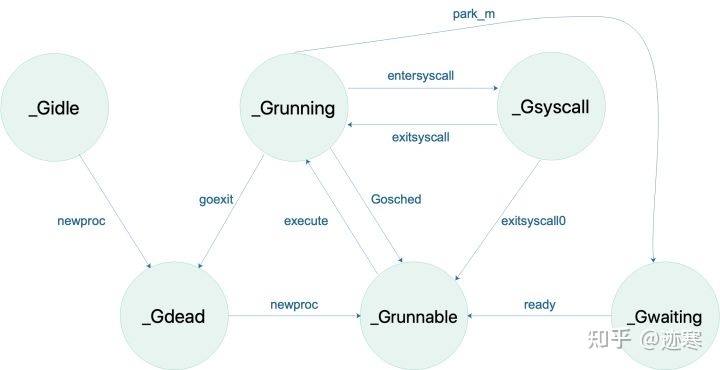 park_m
entersyscall
_Gidle
_Grunning
_Gsyscall
exitsyscall
newproc
goexit
Gosched
execute
exitsyscall0
_Gdead
newproc
_Grunnable
ready
_Gwaiting
知乎 @迹寒